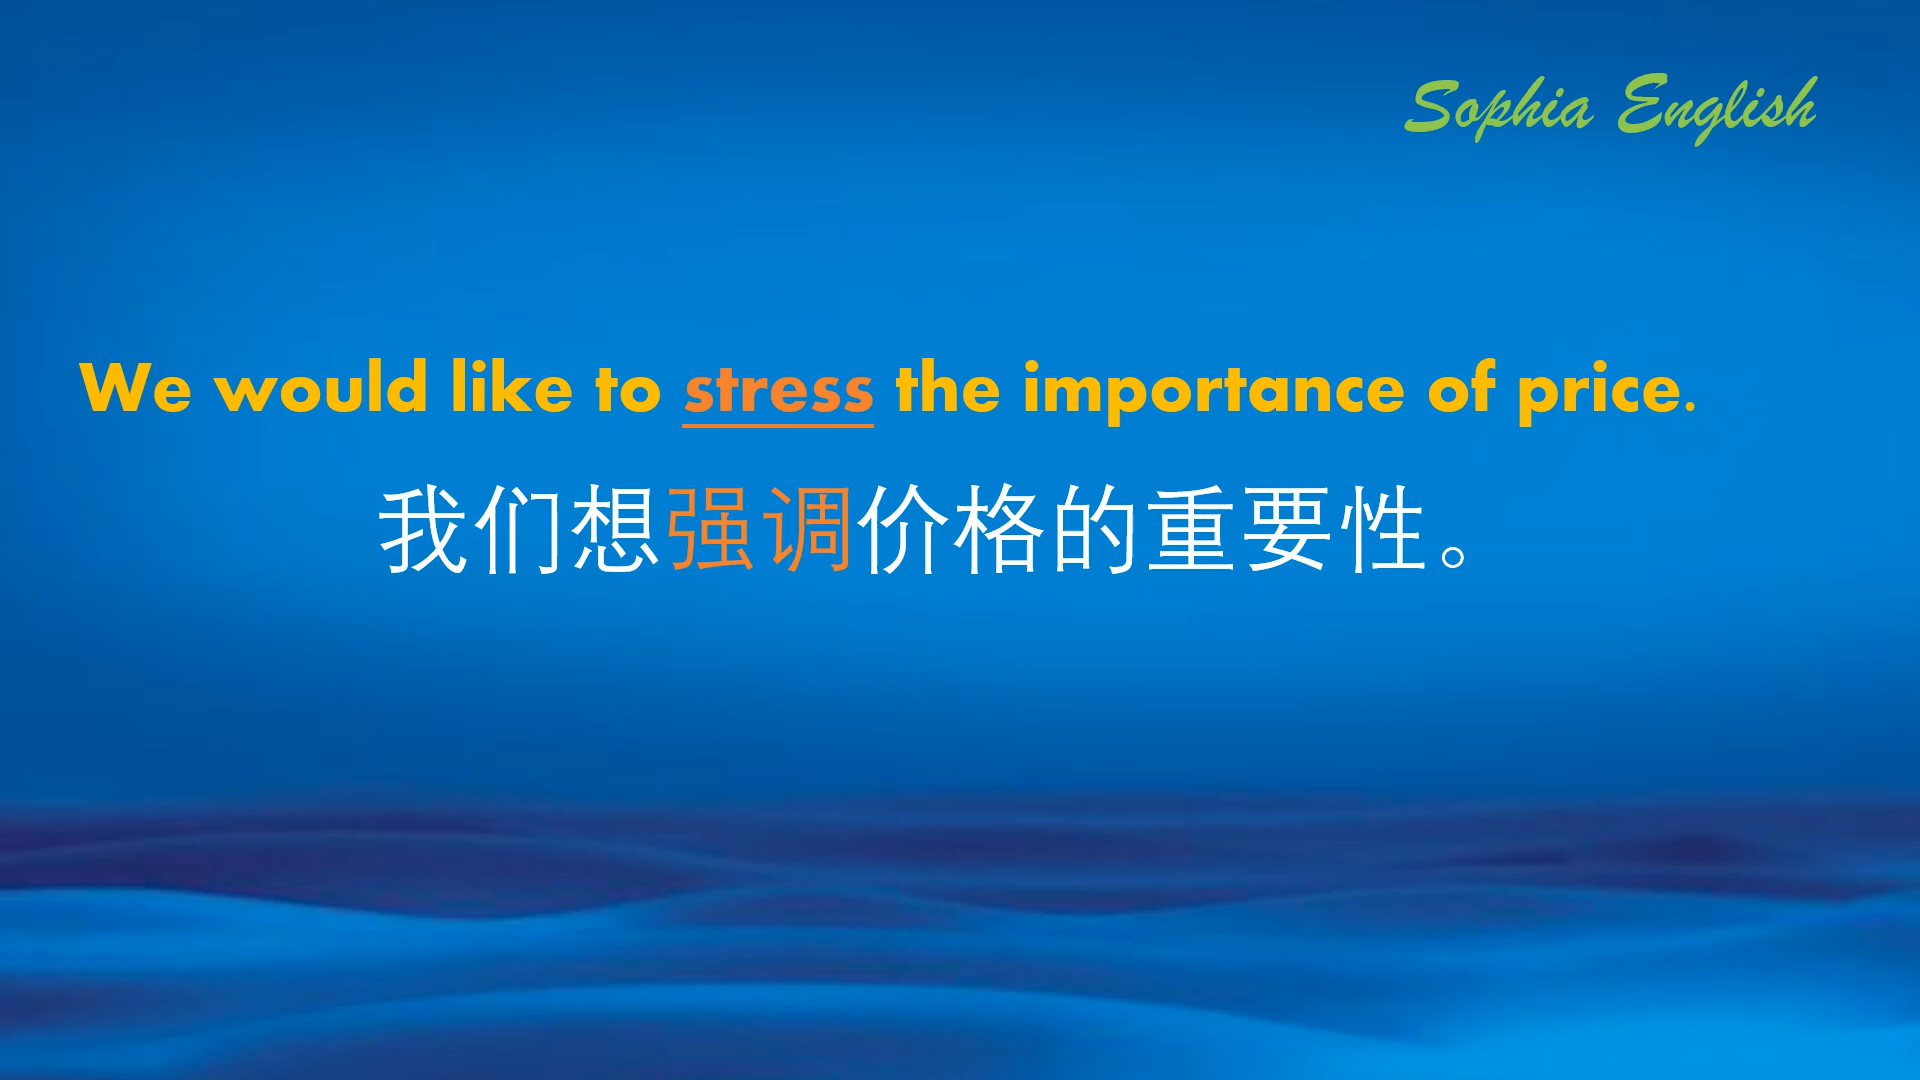 Sophia English
We would like to stress the importance of price.
我们想强调价格的重要性。